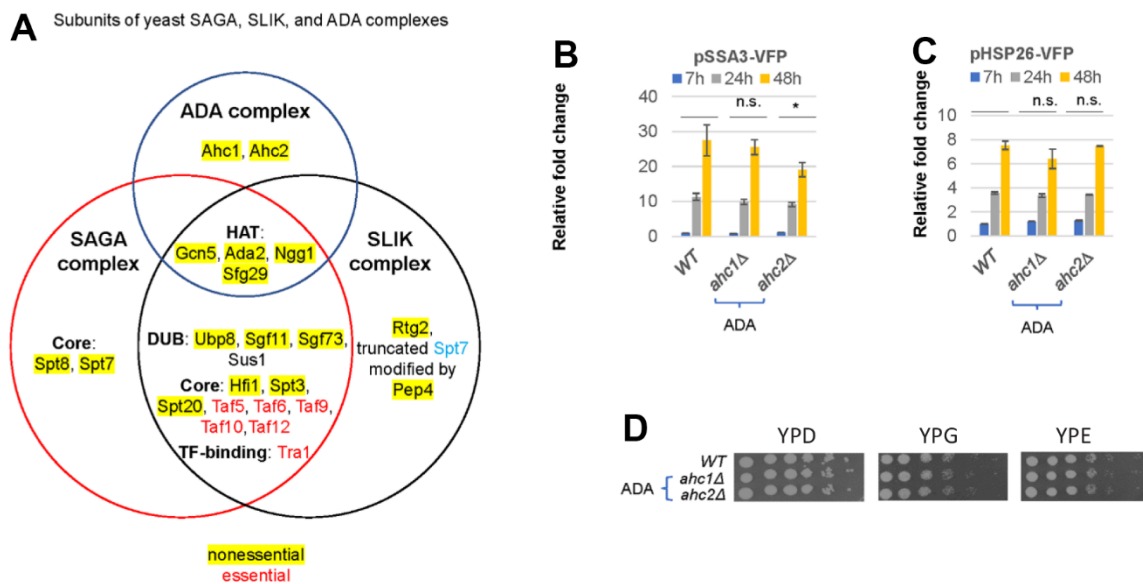 A
Subunits of yeast SAGA, SLIK, and ADA complexes
ADA complex
Ahc1, Ahc2
SAGA
complex
HAT:
Gcn5, Ada2, Ngg1
Sfg29
SLIK
complex
Core:
Spt8, Spt7
DUB: Ubp8, Sgf11, Sgf73,
Sus1
Core: Hfi1, Spt3,
Spt20, Taf5, Taf6, Taf9,
Taf10,Taf12
TF-binding: Tra1
Rtg2,
truncated Spt7
modified by
Pep4
nonessential
essential
B
pSSA3-VFP
7h 24h 48h
Relative fold change
40
30
20
10
0
n.s.
*
WT
ahc1Δ
ahc2Δ
ADA
C
pHSP26-VFP
7h 24h 48h
Relative fold change
10
8
6
4
2
0
n.s.
n.s.
WT
ahc1Δ
ahc2Δ
ADA
D
YPD YPG YPE
WT
ADA
ahc1Δ
ahc2Δ